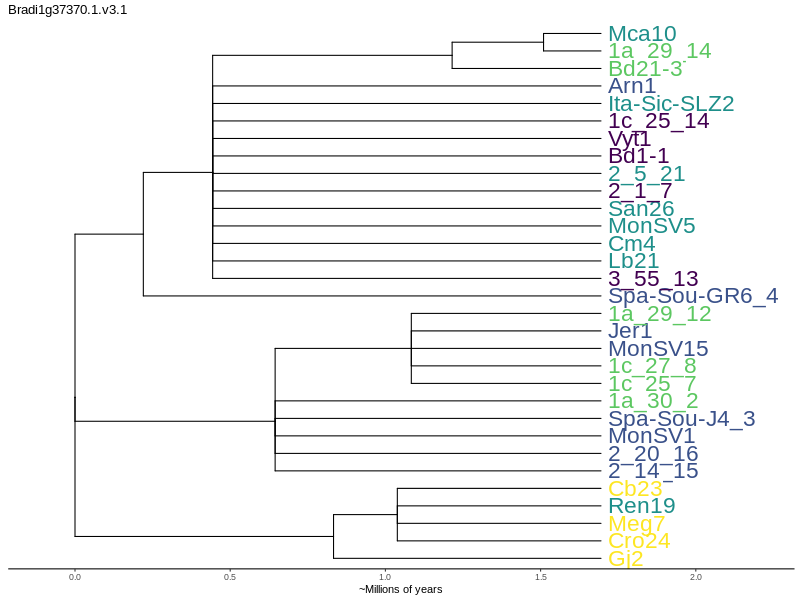 Bradi1g37370.1.v3.1
Mca10
1a_29_14
Bd21-3
Arn1
Ita-Sic-SLZ2
1c_25_14
Vyt1
Bd1-1
2_5_21
2_1_7
San26
MonSV5
Cm4
Lb21
3_55_13
Spa-Sou-GR6_4
1a_29_12
Jer1
MonSV15
1c_27_8
1c_25_7
1a_30_2
Spa-Sou-J4_3
MonSV1
2_20_16
2_14_15
Cb23
Ren19
Meg7
Cro24
Gj2
0.0 0.5 1.0 1.5 2.0
~Millions of years